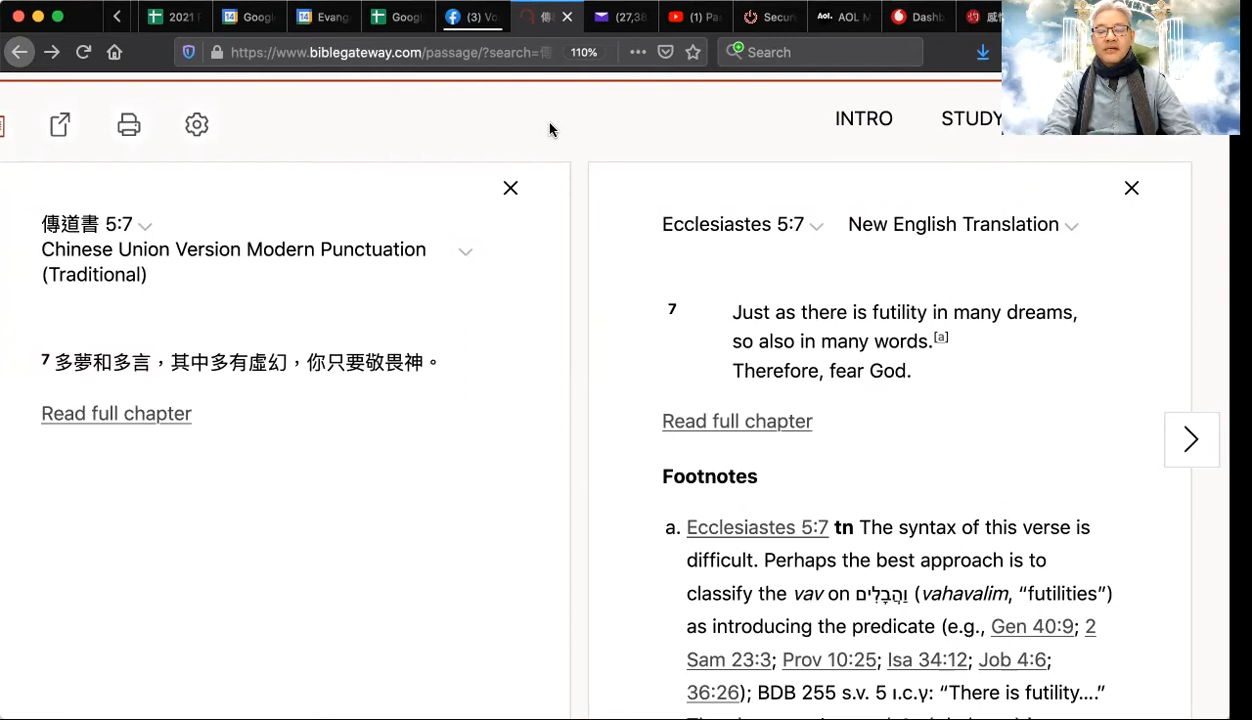 2021
Googl
Evang
Googl
(3) Vo
傳
(27,38
(1) Pa
Secur
Aol.
AOL M
Dashb
感情
https://www.biblegateway.com/passage/?search=傳
110%
Search
INTRO
STUDY
傳道書 5:7
Chinese Union Version Modern Punctuation
(Traditional)
7 多夢和多言，其中多有虛幻，你只要敬畏神。
Read full chapter
Ecclesiastes 5:7
New English Translation
7 Just as there is futility in many dreams,
so also in many words.[a]
Therefore, fear God.
Read full chapter
Footnotes
a. Ecclesiastes 5:7 tn The syntax of this verse is
difficult. Perhaps the best approach is to
classify the vav on וַהֲבָלִים (vahavalim, “futilities”)
as introducing the predicate (e.g., Gen 40:9; 2
Sam 23:3; Prov 10:25; Isa 34:12; Job 4:6;
36:26); BDB 255 s.v. 5 ו.c.γ: “There is futility….”